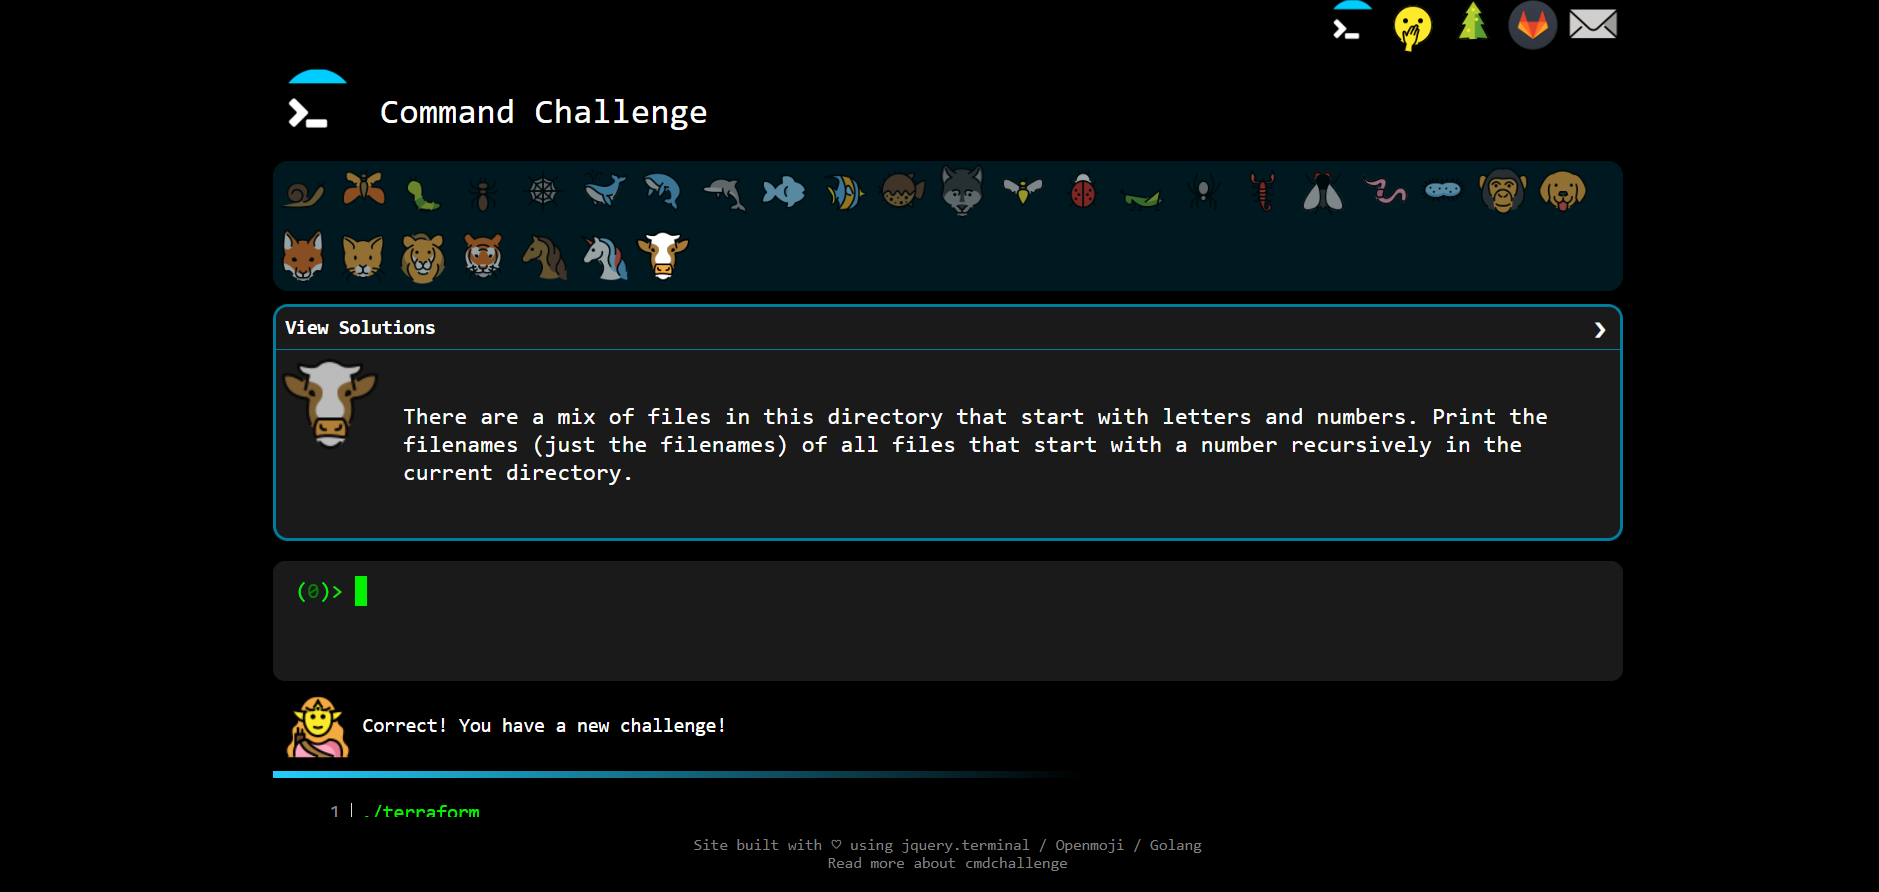 Command Challenge
View Solutions
There are a mix of files in this directory that start with letters and numbers. Print the
filenames (just the filenames) of all files that start with a number recursively in the
current directory.
(0)>
Correct! You have a new challenge!
1 ./terraform
Site built with ♡ using jquery.terminal / Openmoji / Golang
Read more about cmdchallenge